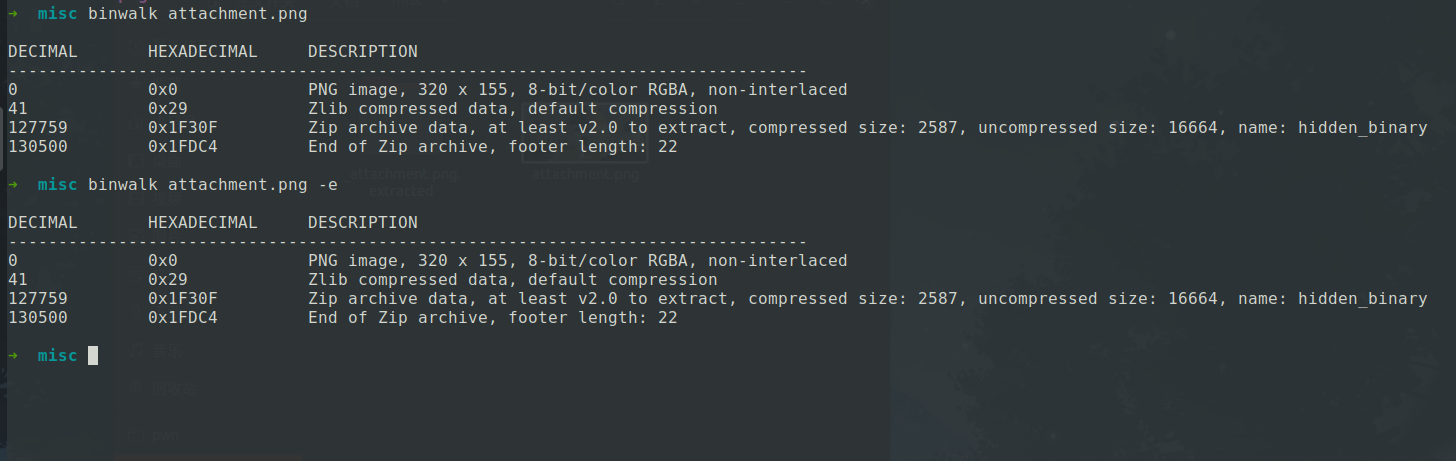 ➜  misc binwalk attachment.png
DECIMAL       HEXADECIMAL     DESCRIPTION
--------------------------------------------------------------------------------
0             0x0             PNG image, 320 x 155, 8-bit/color RGBA, non-interlaced
41            0x29            Zlib compressed data, default compression
127759        0x1F30F         Zip archive data, at least v2.0 to extract, compressed size: 2587, uncompressed size: 16664, name: hidden_binary
130500        0x1FDC4         End of Zip archive, footer length: 22
➜  misc binwalk attachment.png -e
_attachment.png.
extracted
attachment.png
DECIMAL       HEXADECIMAL     DESCRIPTION
--------------------------------------------------------------------------------
0             0x0             PNG image, 320 x 155, 8-bit/color RGBA, non-interlaced
41            0x29            Zlib compressed data, default compression
127759        0x1F30F         Zip archive data, at least v2.0 to extract, compressed size: 2587, uncompressed size: 16664, name: hidden_binary
130500        0x1FDC4         End of Zip archive, footer length: 22
➜  misc